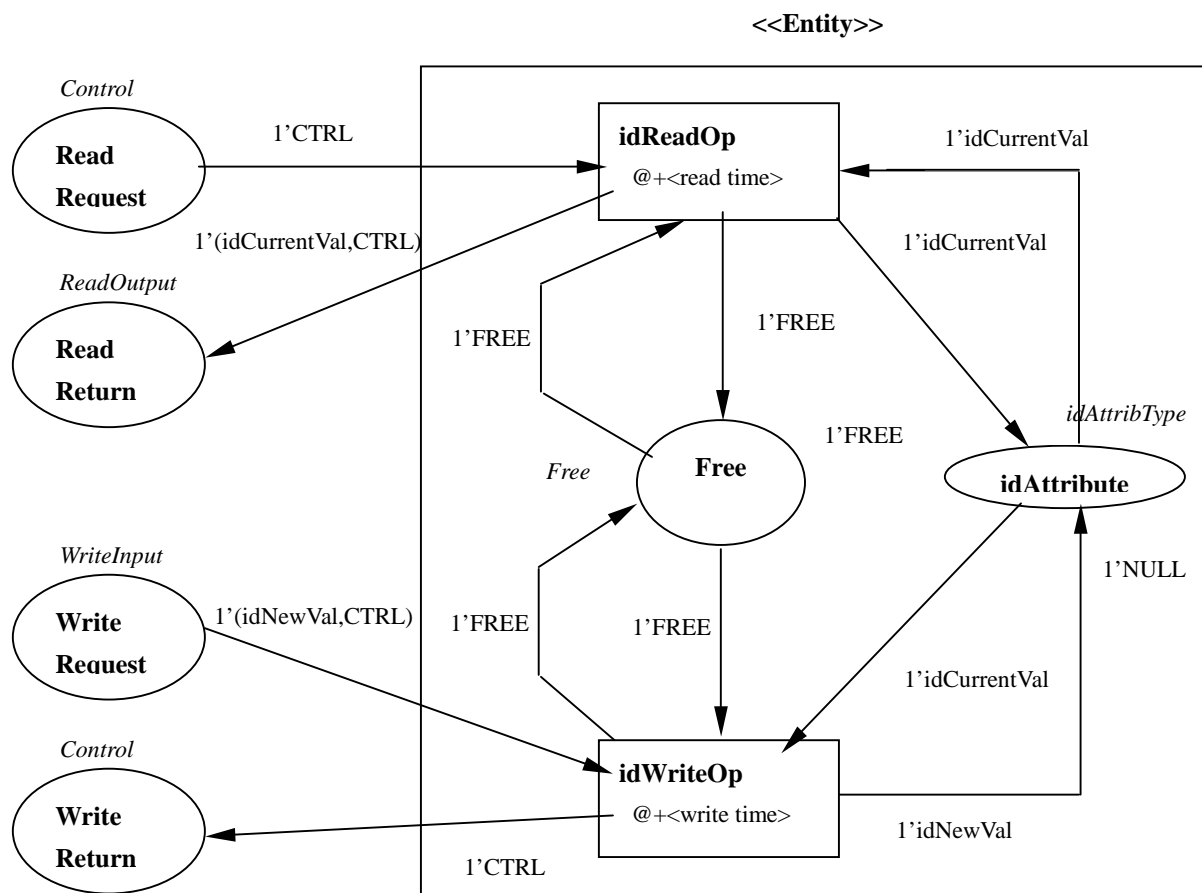 <<Entity>>
Control
Read
Request
1’CTRL
idReadOp
@+<read time>
1’idCurrentVal
1’(idCurrentVal,CTRL)
1’idCurrentVal
ReadOutput
Read
Return
1’FREE
1’FREE
idAttribType
1’FREE
Free
Free
idAttribute
WriteInput
Write
Request
1’(idNewVal,CTRL)
1’FREE
1’FREE
1’NULL
1’idCurrentVal
Control
Write
Return
idWriteOp
@+<write time>
1’idNewVal
1’CTRL